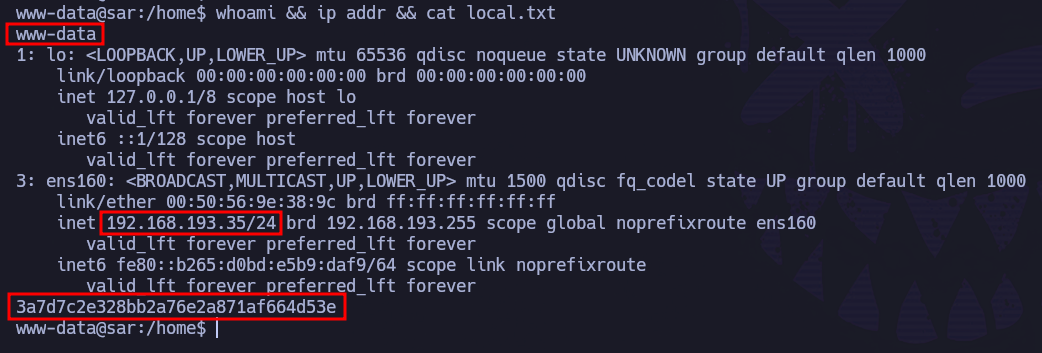 www-data@sar:/home$ whoami && ip addr && cat local.txt
www-data
1: lo: <LOOPBACK,UP,LOWER_UP> mtu 65536 qdisc noqueue state UNKNOWN group default qlen 1000
    link/loopback 00:00:00:00:00:00 brd 00:00:00:00:00:00
    inet 127.0.0.1/8 scope host lo
       valid_lft forever preferred_lft forever
    inet6 ::1/128 scope host
       valid_lft forever preferred_lft forever
3: ens160: <BROADCAST,MULTICAST,UP,LOWER_UP> mtu 1500 qdisc fq_codel state UP group default qlen 1000
    link/ether 00:50:56:9e:38:9c brd ff:ff:ff:ff:ff:ff
    inet 192.168.193.35/24 brd 192.168.193.255 scope global noprefixroute ens160
       valid_lft forever preferred_lft forever
    inet6 fe80::b265:d0bd:e5b9:daf9/64 scope link noprefixroute
       valid_lft forever preferred_lft forever
3a7d7c2e328bb2a76e2a871af664d53e
www-data@sar:/home$